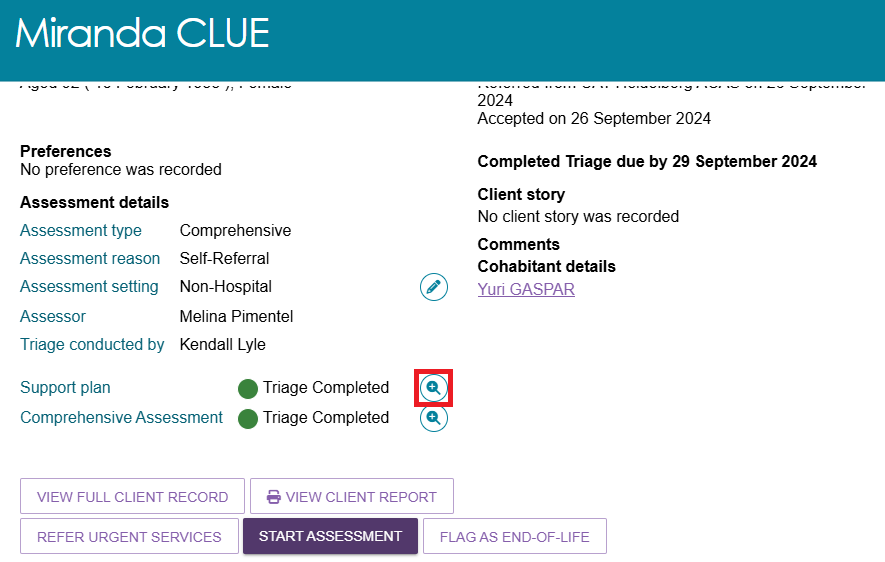 Miranda CLUE
2024
Accepted on 26 September 2024
Preferences
No preference was recorded
Completed Triage due by 29 September 2024
Assessment details
Client story
No client story was recorded
Assessment type Comprehensive
Comments
Assessment reason Self-Referral
Cohabitant details
Assessment setting Non-Hospital
Yuri GASPAR
Assessor Melina Pimentel
Triage conducted by Kendall Lyle
Support plan Triage Completed
Comprehensive Assessment Triage Completed
VIEW FULL CLIENT RECORD
VIEW CLIENT REPORT
REFER URGENT SERVICES
START ASSESSMENT
FLAG AS END-OF-LIFE